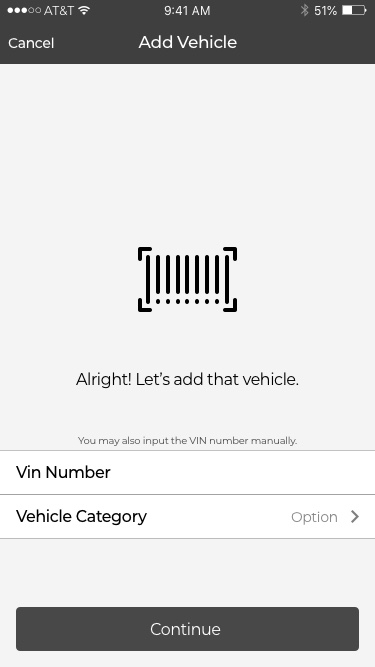 AT&T 9:41 AM 51%
Cancel Add Vehicle
Alright! Let's add that vehicle.
You may also input the VIN number manually.
Vin Number
Vehicle Category Option
Continue